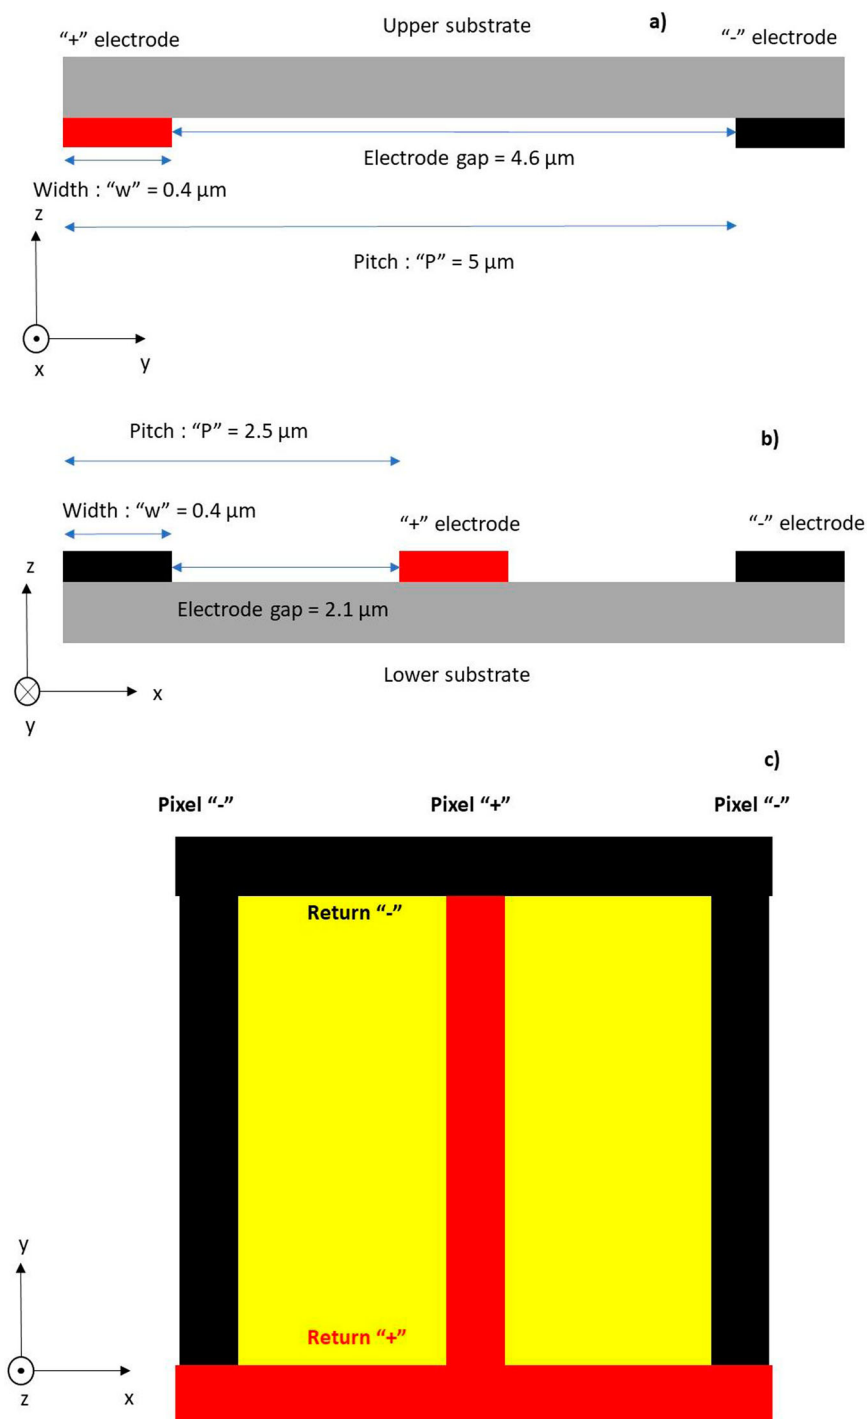 Upper substrate
a)
“+” electrode
“-” electrode
Electrode gap = 4.6 µm
Width : “w” = 0.4 µm
z
Pitch : “P” = 5 µm
y
x
Pitch : “P” = 2.5 µm
b)
Width : “w” = 0.4 µm
“+” electrode
“-” electrode
z
Electrode gap = 2.1 µm
Lower substrate
x
y
c)
Pixel “-”
Pixel “+”
Pixel “-”
Return “-”
y
Return “+”
z
x